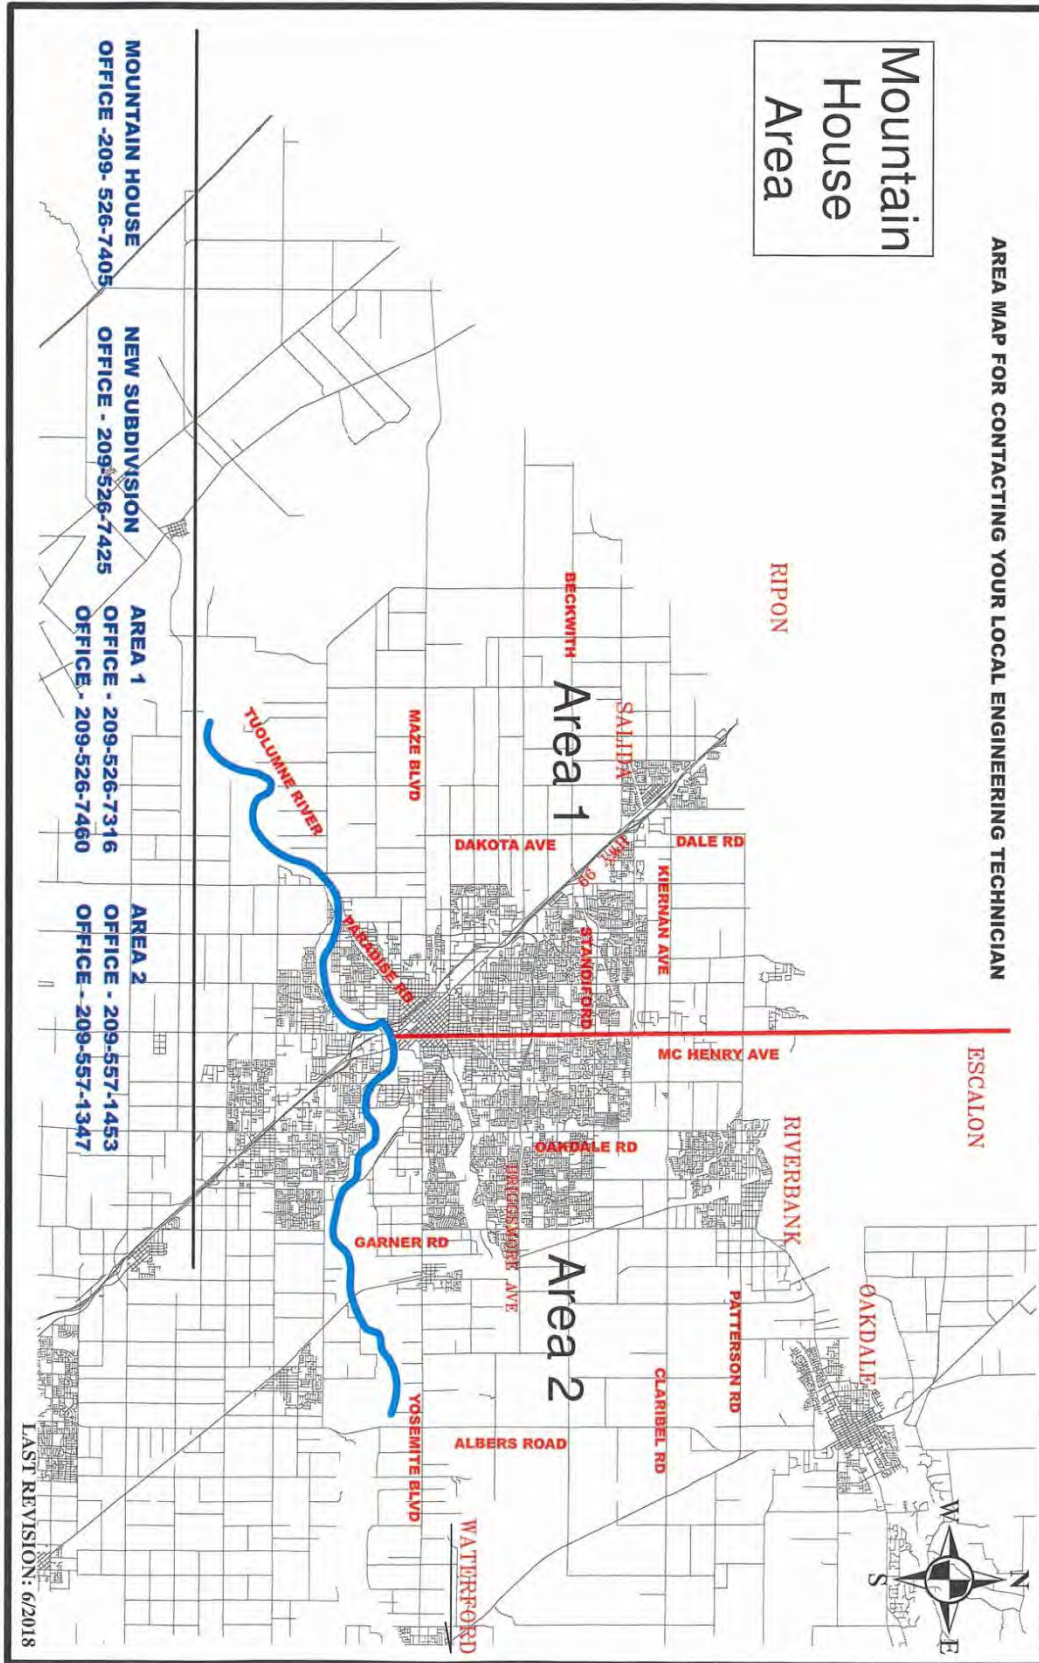 AREA MAP FOR CONTACTING YOUR LOCAL ENGINEERING TECHNICIAN
Mountain
House
Area
ESCALON
RIPON
RIVERBANK
OAKDALE
N
W
E
S
SALIDA
DALE RD
KIERNAN AVE
MC HENRY AVE
PATTERSON RD
CLARIBEL RD
BECKWITH
Area 1
HWY 99
STANDIFORD
OAKDALE RD
Area 2
DAKOTA AVE
BRIGGSMORE AVE
ALBERS ROAD
WATERFORD
MAZE BLVD
YOSEMITE BLVD
GARNER RD
PARADISE RD
TUOLUMNE RIVER
MOUNTAIN HOUSE
OFFICE -209- 526-7405
NEW SUBDIVISION
OFFICE - 209-526-7425
AREA 1
OFFICE - 209-526-7316
OFFICE - 209-526-7460
AREA 2
OFFICE - 209-557-1453
OFFICE - 209-557-1347
LAST REVISION: 6/2018